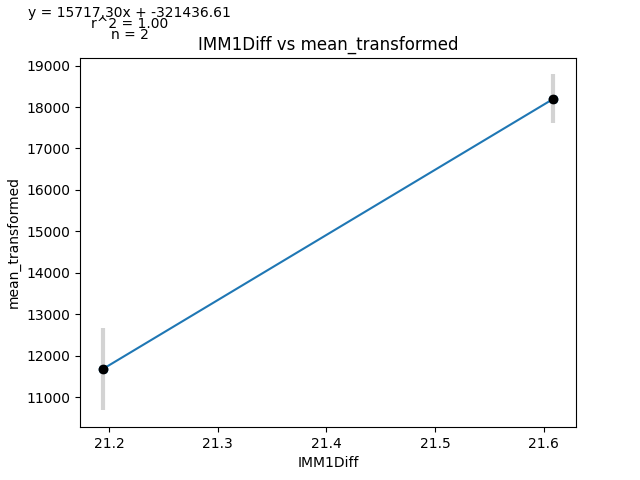 y = 15717.30x + -321436.61
r^2 = 1.00
n = 2
IMM1Diff vs mean_transformed
19000
18000
17000
16000
15000
14000
13000
12000
11000
mean_transformed
21.2 21.3 21.4 21.5 21.6
IMM1Diff